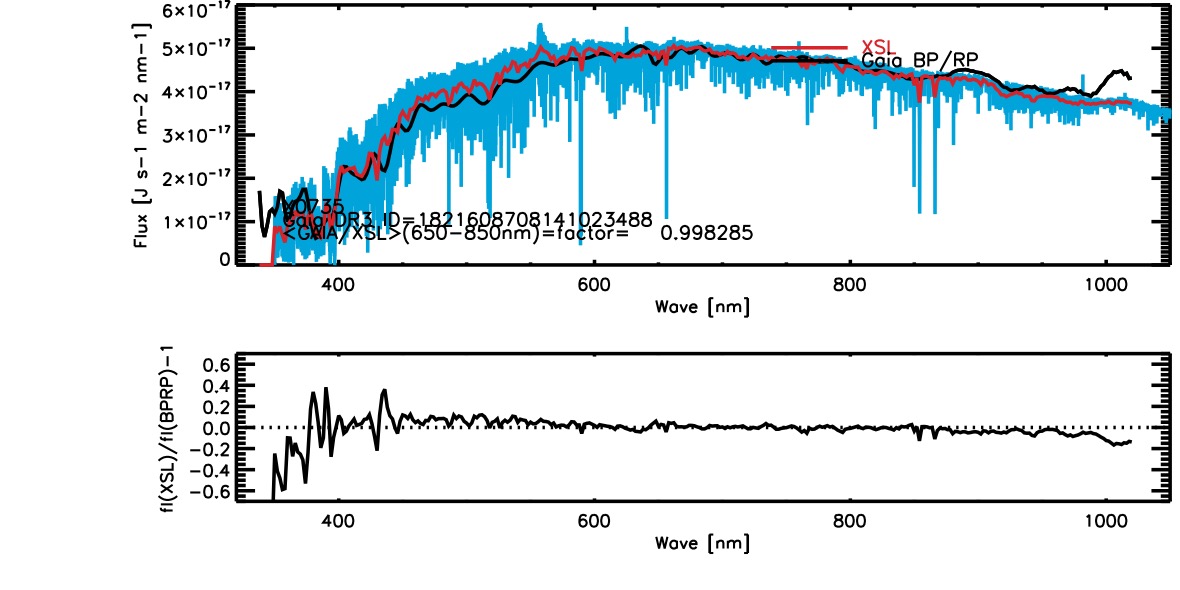 6×10−17
5×10−17
4×10−17
3×10−17
2×10−17
1×10−17
0
Flux [J s−1 m−2 nm−1]
XSL
Gaia BP/RP
X0735
Gaia DR3 ID=1821608708141023488
<GAIA/XSL>(650−850nm)=factor= 0.998285
400 600 800 1000
Wave [nm]
fl(XSL)/fl(BPRP)−1
0.6
0.4
0.2
0.0
−0.2
−0.4
−0.6
400 600 800 1000
Wave [nm]